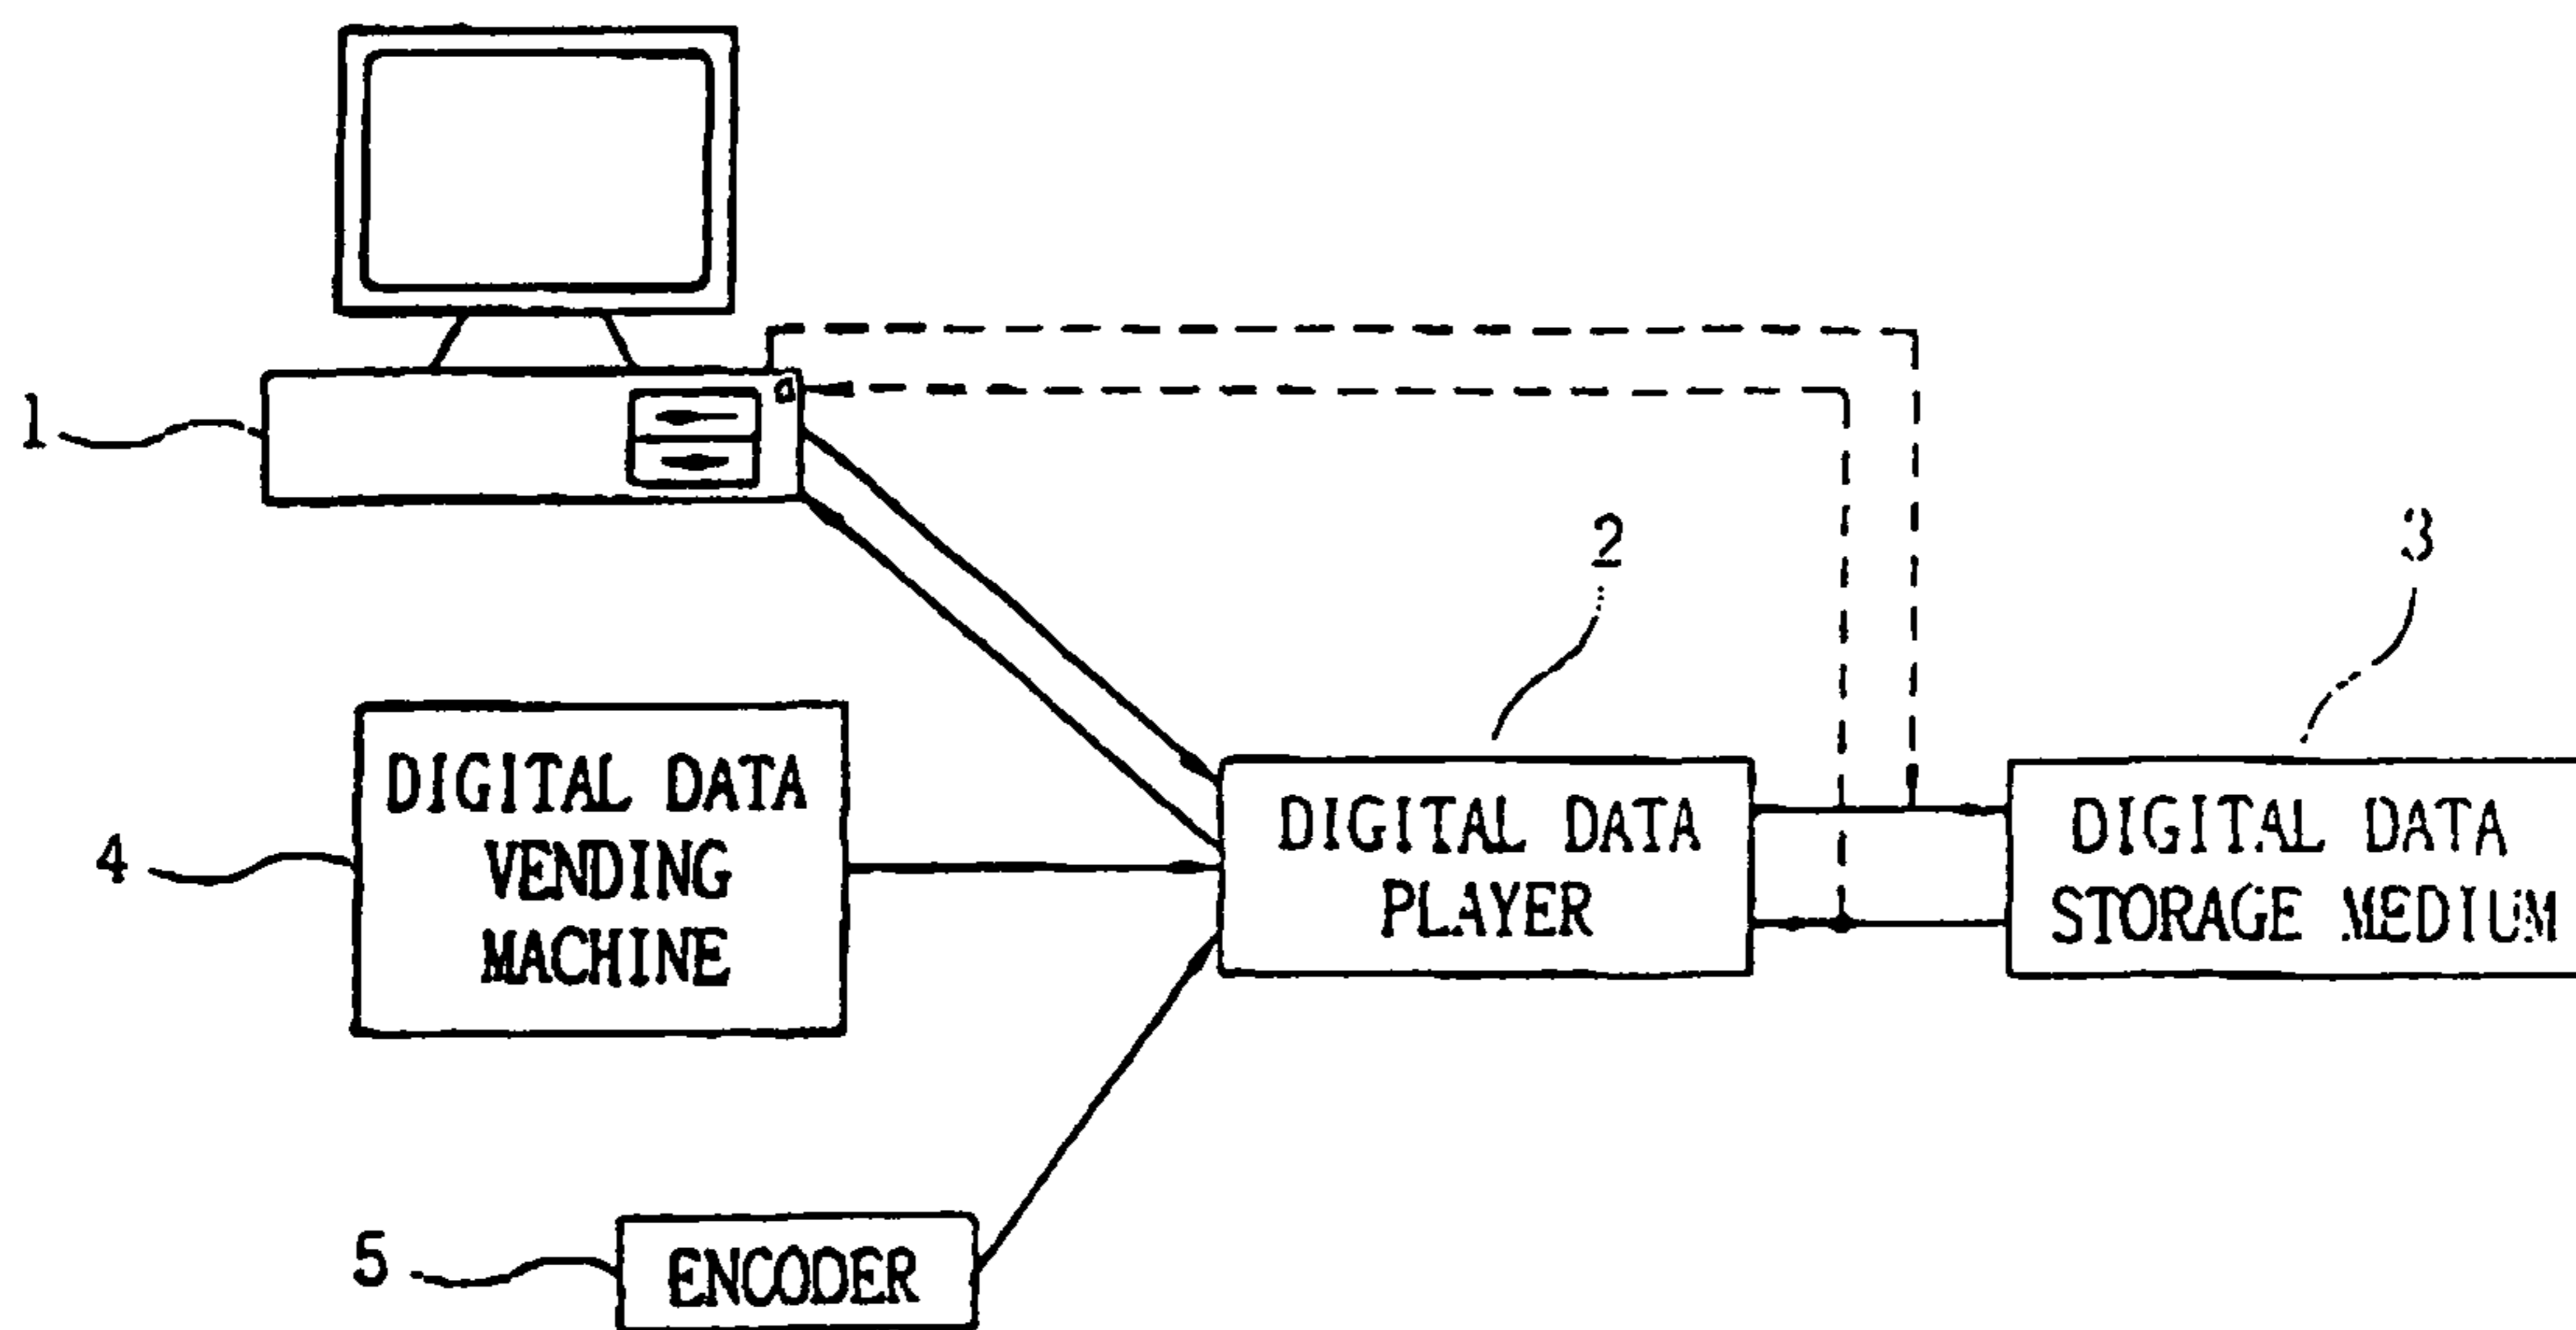 1
2
3
4
DIGITAL DATA
VENDING
MACHINE
DIGITAL DATA
PLAYER
DIGITAL DATA
STORAGE MEDIUM
5
ENCODER